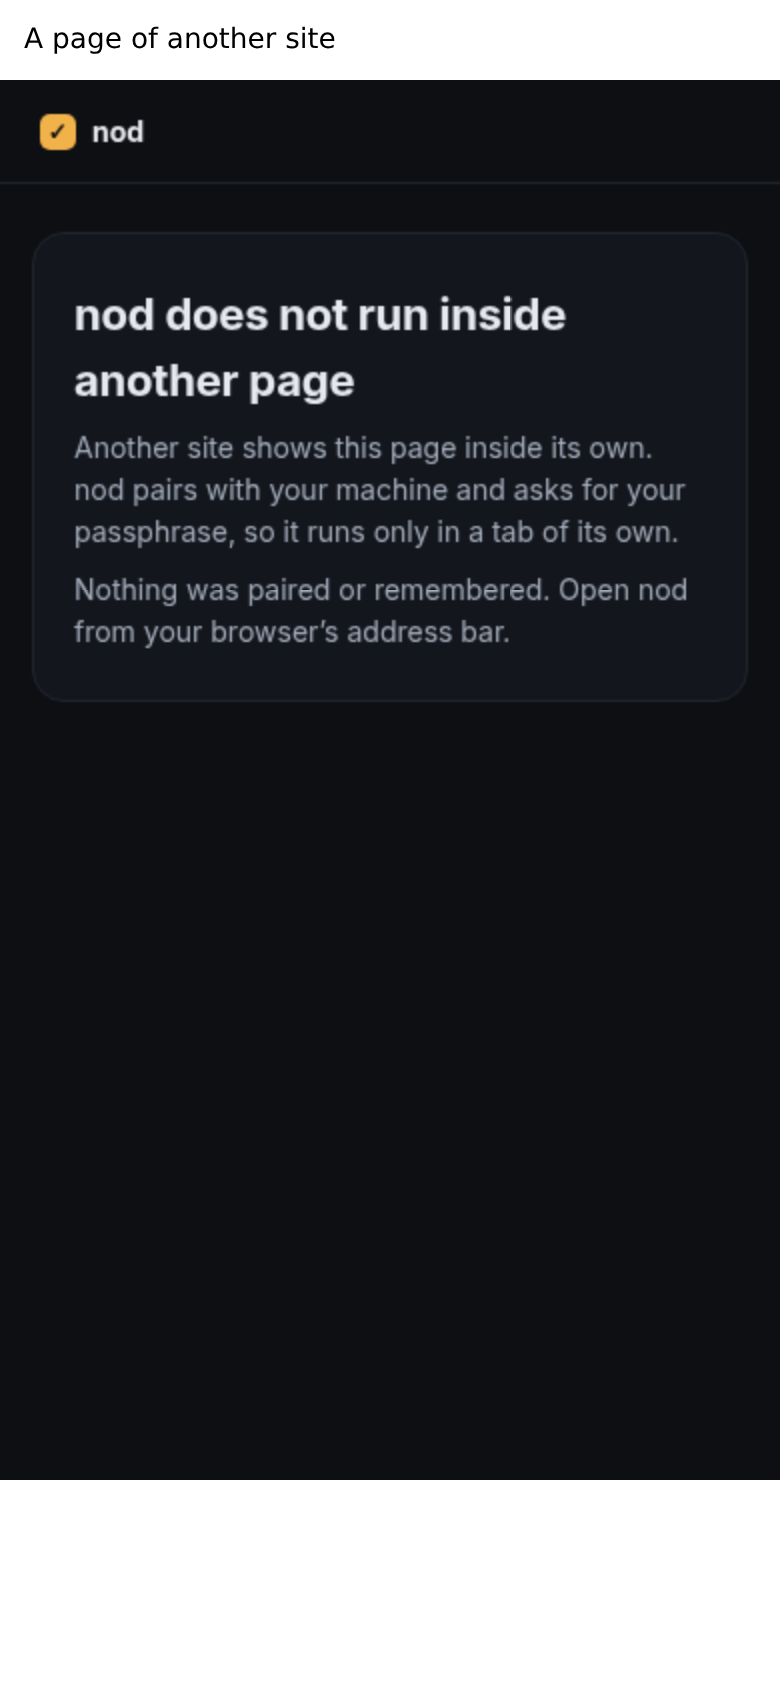 A page of another site
✓ nod
nod does not run inside
another page
Another site shows this page inside its own.
nod pairs with your machine and asks for your
passphrase, so it runs only in a tab of its own.
Nothing was paired or remembered. Open nod
from your browser’s address bar.